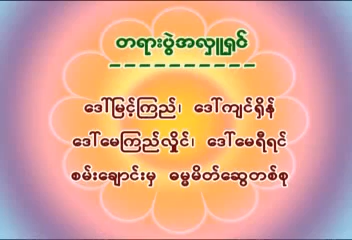 တရားပွဲအလှူရှင်
ဒေါ်မြင့်ကြည်၊ ဒေါ်ကျင်ရှိန်
ဒေါ်မေကြည်လှိုင်၊ ဒေါ်မေရီရင်
စမ်းချောင်းမှ ဓမ္မမိတ်ဆွေတစ်စု